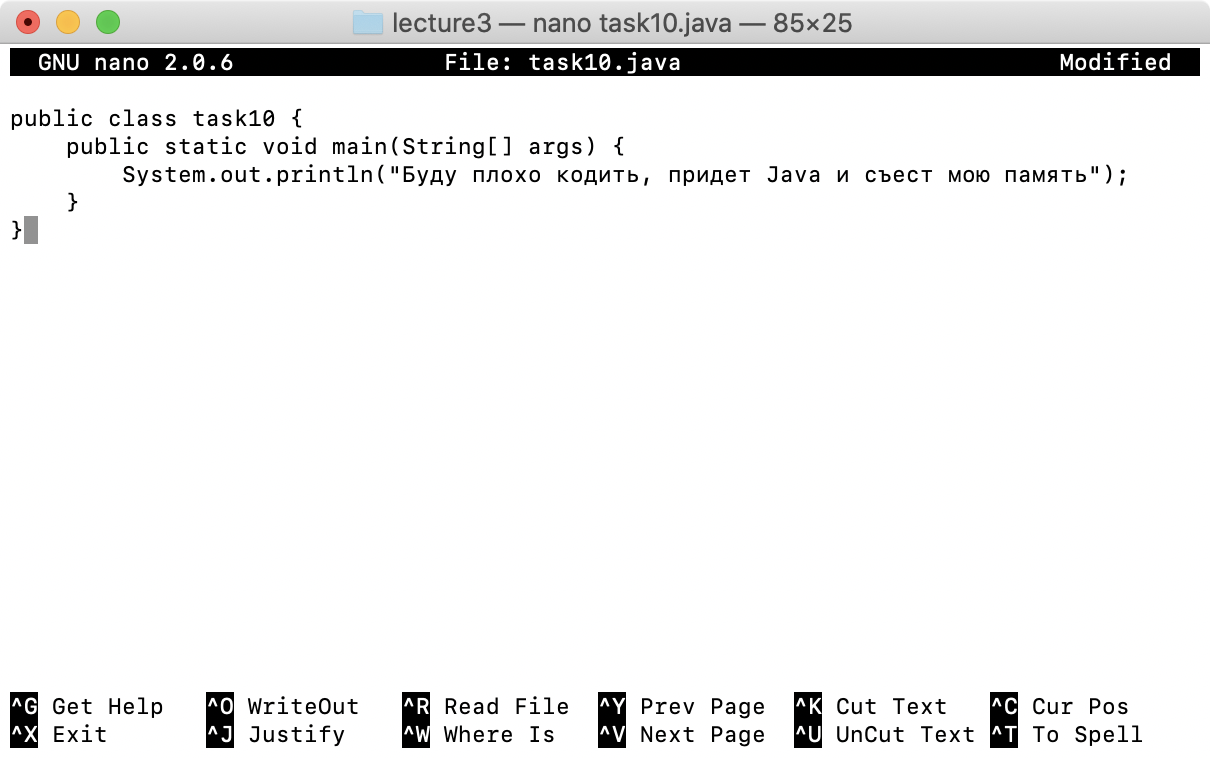 lecture3 — nano task10.java — 85×25
GNU nano 2.0.6 File: task10.java Modified
public class task10 {
    public static void main(String[] args) {
        System.out.println("Буду плохо кодить, придет Java и съест мою память");
    }
}
^G Get Help ^O WriteOut ^R Read File ^Y Prev Page ^K Cut Text ^C Cur Pos
^X Exit ^J Justify ^W Where Is ^V Next Page ^U UnCut Text ^T To Spell